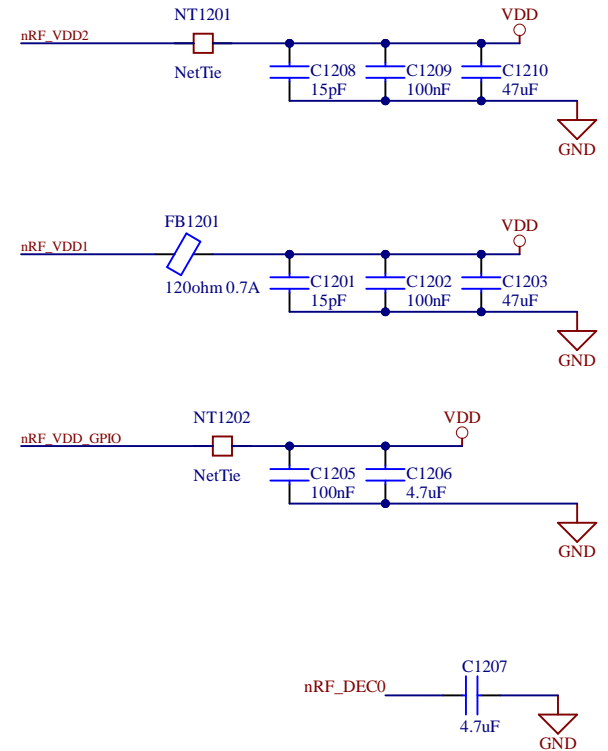 NT1201
VDD
nRF_VDD2
NetTie
C1208
C1209
C1210
15pF
100nF
47uF
GND
FB1201
VDD
nRF_VDD1
120ohm 0.7A
C1201
C1202
C1203
15pF
100nF
47uF
GND
NT1202
VDD
nRF_VDD_GPIO
NetTie
C1205
C1206
100nF
4.7uF
GND
C1207
nRF_DEC0
4.7uF
GND